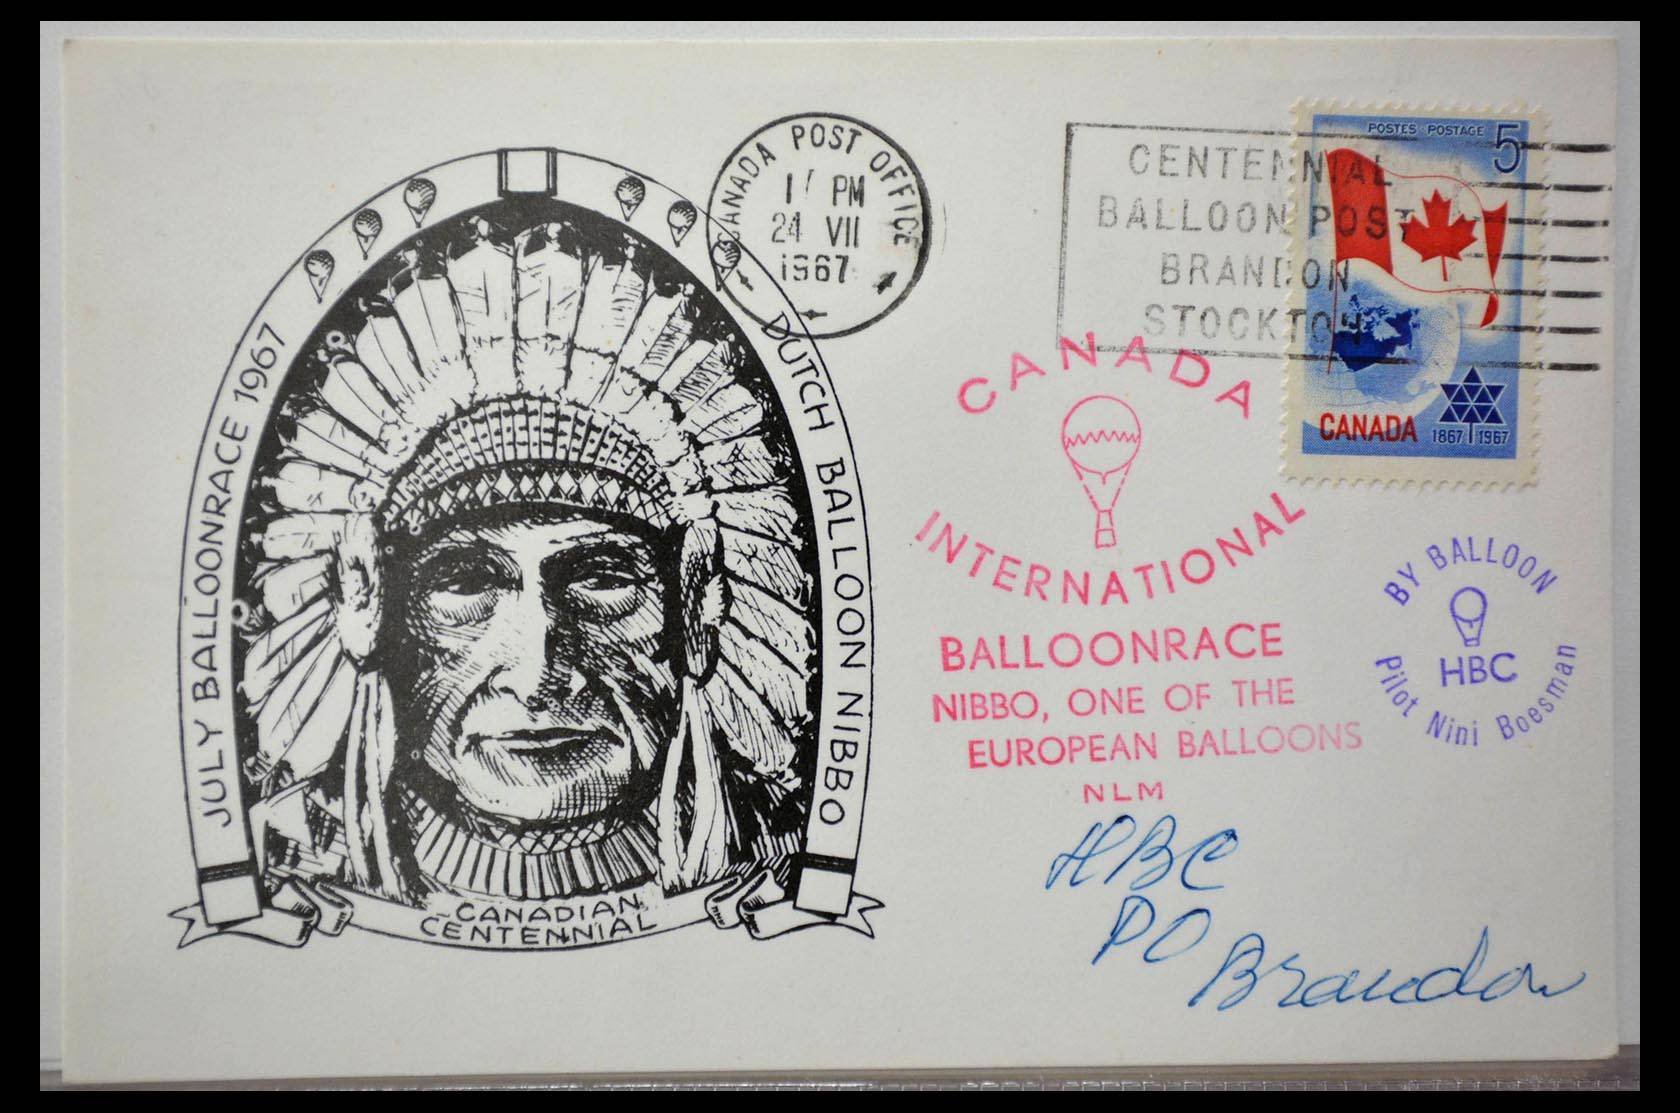 JULY BALLOONRACE 1967
DUTCH BALLOON NIBBO
CANADIAN
CENTENNIAL
CANADA POST OFFICE
PM
24 VII
1967
CENTENNIAL
BALLOON POST
BRANDON
STOCKTON
POSTES POSTAGE 5
CANADA 1867 1967
CANADA
INTERNATIONAL
BALLOONRACE
NIBBO, ONE OF THE
EUROPEAN BALLOONS
NLM
BY BALLOON
HBC
Pilot Nini Boesman
HBC
PO
Brandon